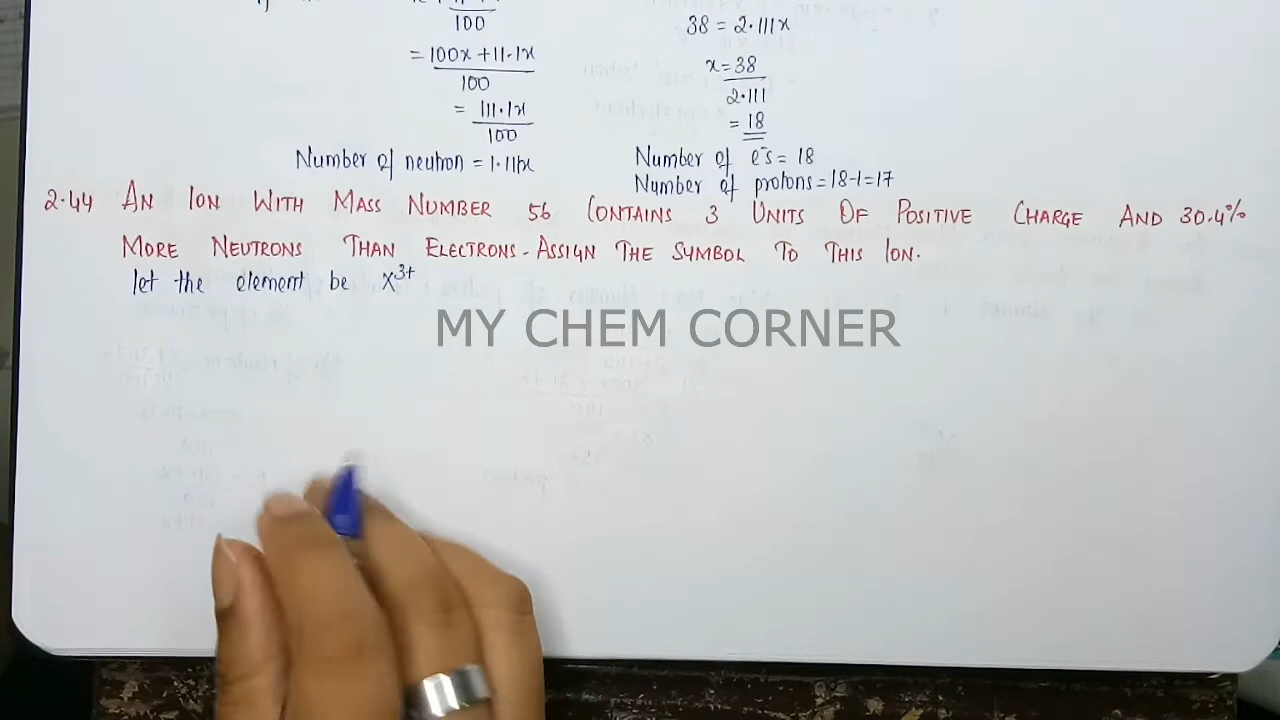 100
= 100x + 11.1x
100
= 111.1x
100
Number of neutron = 1.111x
38 = 2.111x
x = 38
2.111
= 18
Number of e⁻s = 18
Number of protons = 18-1 = 17
2.44 AN ION WITH MASS NUMBER 56 CONTAINS 3 UNITS OF POSITIVE CHARGE AND 30.4%
MORE NEUTRONS THAN ELECTRONS. ASSIGN THE SYMBOL TO THIS ION.
let the element be x³⁺
MY CHEM CORNER